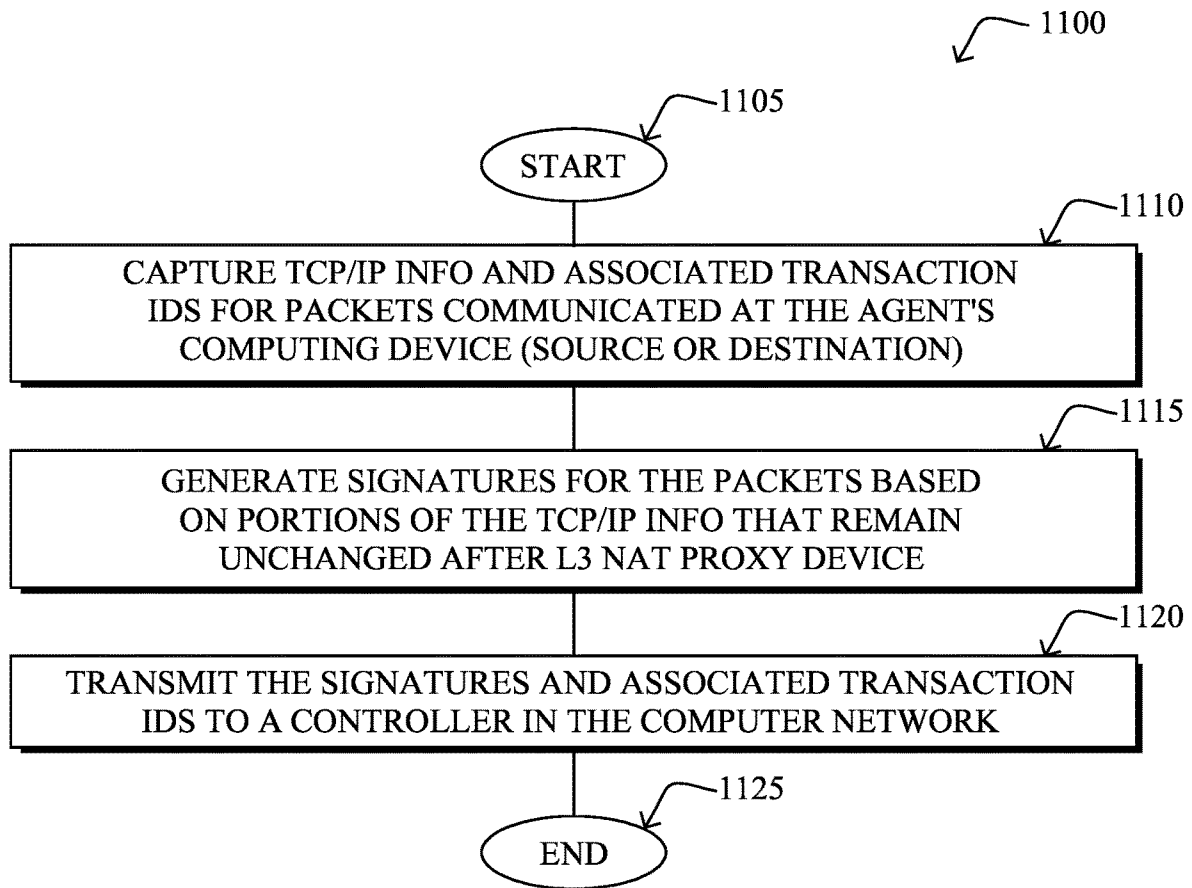 1100
1105
START
1110
CAPTURE TCP/IP INFO AND ASSOCIATED TRANSACTION
IDS FOR PACKETS COMMUNICATED AT THE AGENT'S
COMPUTING DEVICE (SOURCE OR DESTINATION)
1115
GENERATE SIGNATURES FOR THE PACKETS BASED
ON PORTIONS OF THE TCP/IP INFO THAT REMAIN
UNCHANGED AFTER L3 NAT PROXY DEVICE
1120
TRANSMIT THE SIGNATURES AND ASSOCIATED TRANSACTION
IDS TO A CONTROLLER IN THE COMPUTER NETWORK
1125
END